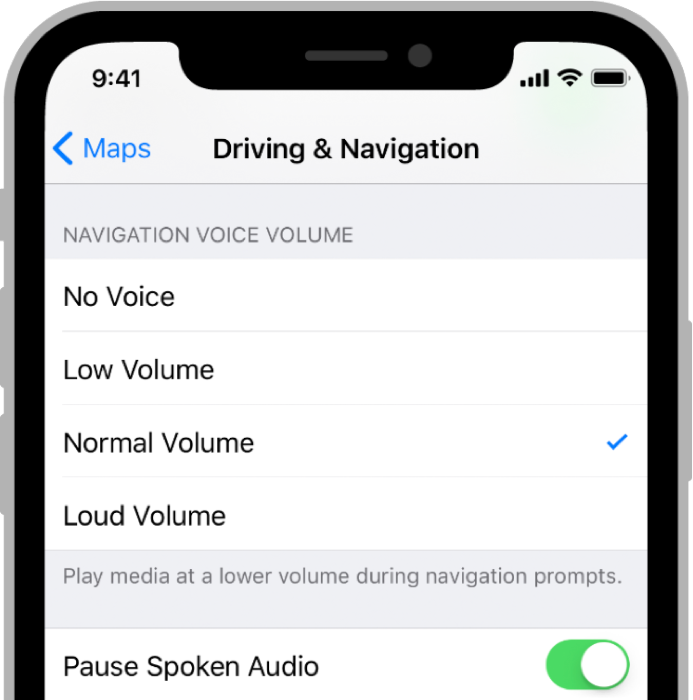 9:41
Maps
Driving & Navigation
NAVIGATION VOICE VOLUME
No Voice
Low Volume
Normal Volume
Loud Volume
Play media at a lower volume during navigation prompts.
Pause Spoken Audio